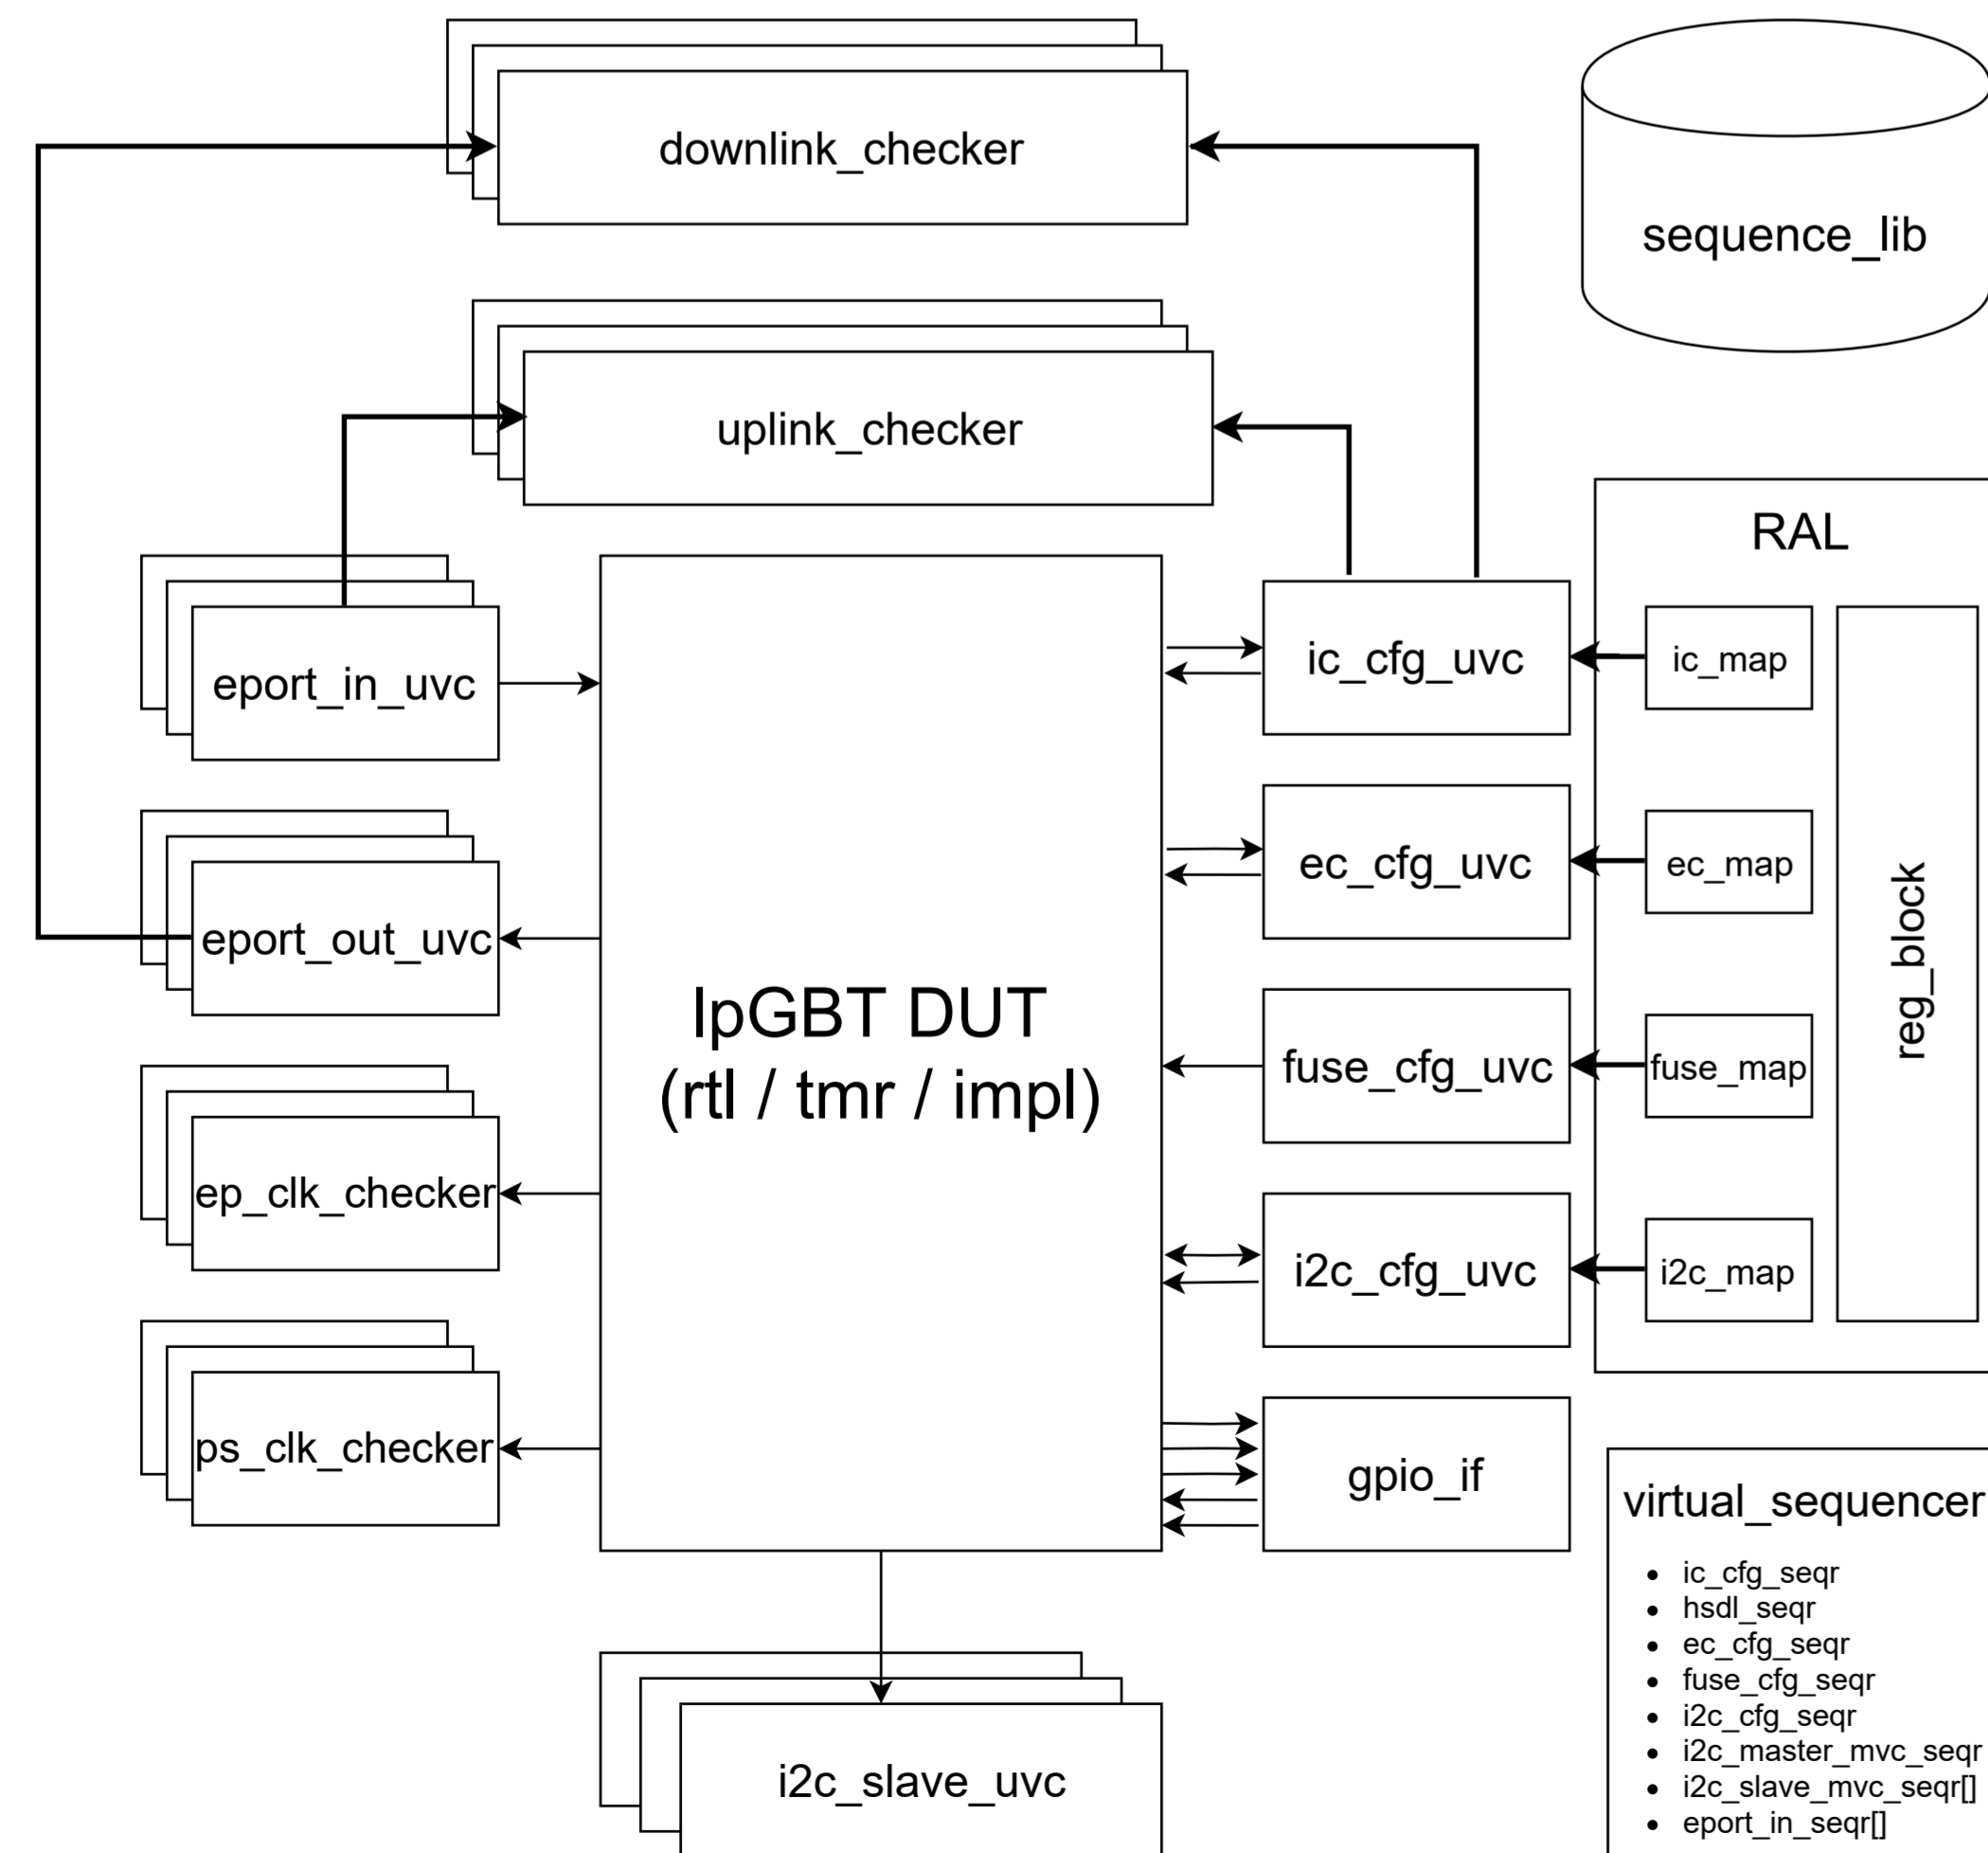 downlink_checker
sequence_lib
uplink_checker
RAL
eport_in_uvc
ic_cfg_uvc
ic_map
eport_out_uvc
ec_cfg_uvc
ec_map
reg_block
lpGBT DUT
(rtl / tmr / impl)
fuse_cfg_uvc
fuse_map
ep_clk_checker
i2c_cfg_uvc
i2c_map
ps_clk_checker
gpio_if
virtual_sequencer
• ic_cfg_seqr
• hsdl_seqr
• ec_cfg_seqr
• fuse_cfg_seqr
• i2c_cfg_seqr
• i2c_master_mvc_seqr
• i2c_slave_mvc_seqr[]
• eport_in_seqr[]
i2c_slave_uvc